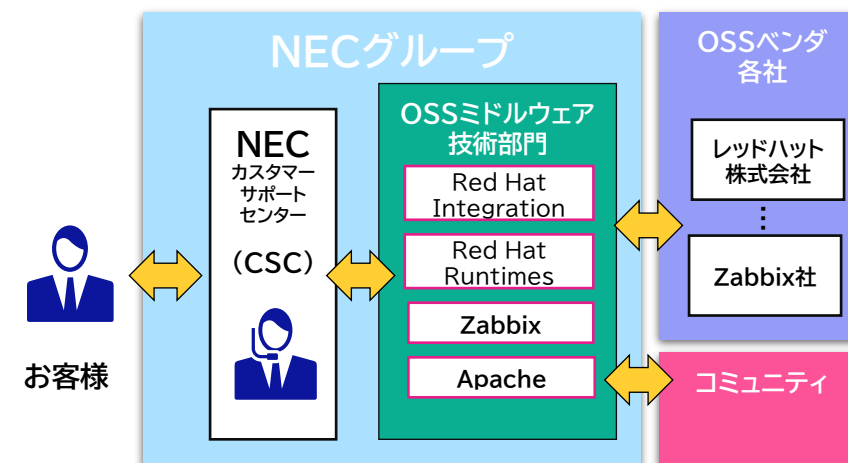 NECグループ
OSSベンダ
各社
OSSミドルウェア
技術部門
NEC
カスタマー
サポート
センター
(CSC)
Red Hat
Integration
Red Hat
Runtimes
Zabbix
Apache
レッドハット
株式会社
⋮
Zabbix社
お客様
コミュニティ